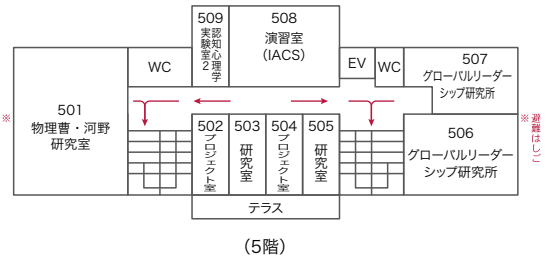 509
認知心理学
実験室2
508
演習室
(IACS)
WC
EV
WC
507
グローバルリーダー
シップ研究所
※
501
物理曹・河野
研究室
502
プロジェクト室
503
研究室
504
プロジェクト室
505
研究室
506
グローバルリーダー
シップ研究所
※避難はしご
テラス
(5階)